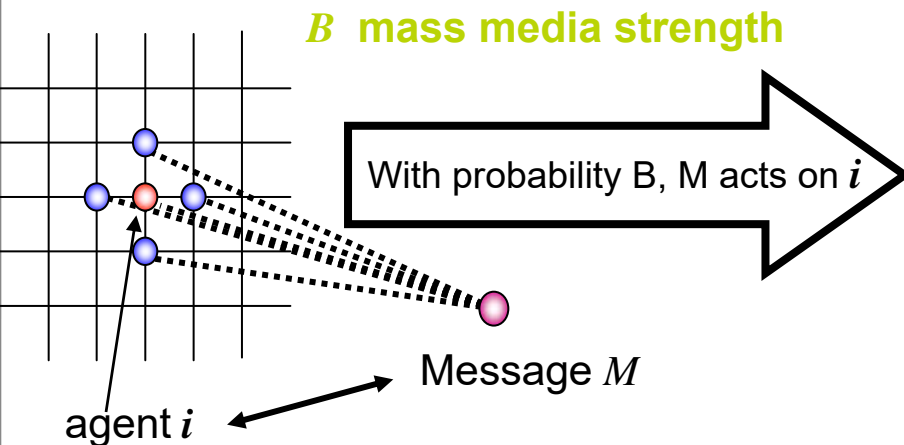 B mass media strength
With probability B, M acts on i
Message M
agent i